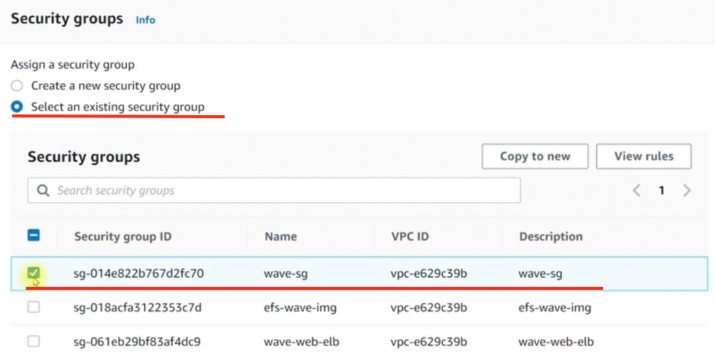 Security groups Info
Assign a security group
Create a new security group
Select an existing security group
Security groups Copy to new View rules
Search security groups 1
Security group ID Name VPC ID Description
sg-014e822b767d2fc70 wave-sg vpc-e629c39b wave-sg
sg-018acfa3122353c7d efs-wave-img vpc-e629c39b efs-wave-img
sg-061eb29bf83af4dc9 wave-web-elb vpc-e629c39b wave-web-elb